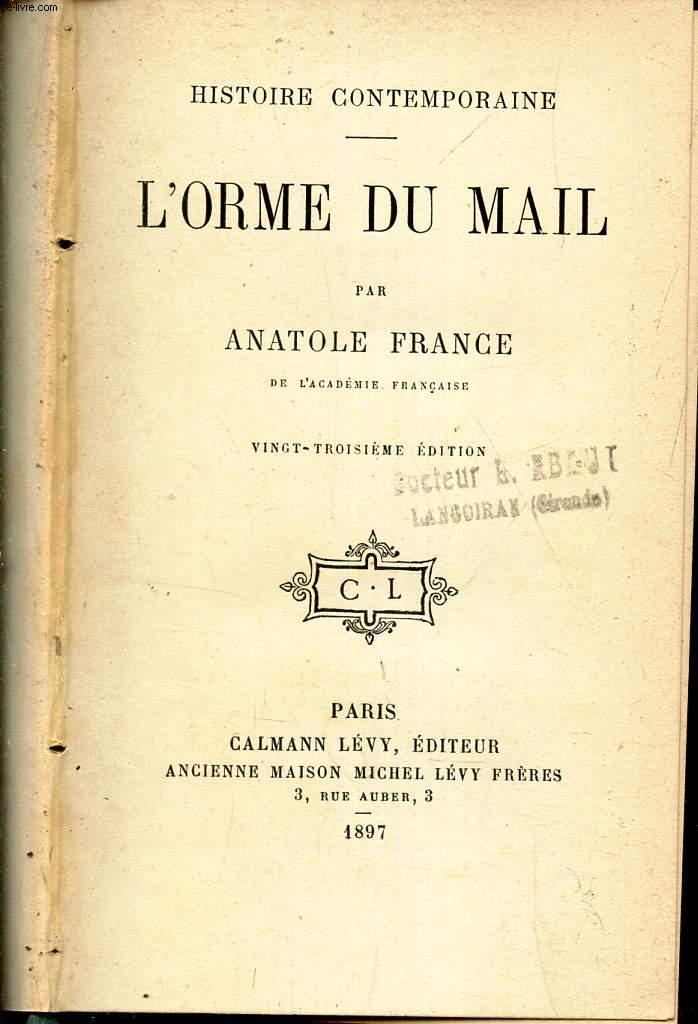 HISTOIRE CONTEMPORAINE
L'ORME DU MAIL
PAR
ANATOLE FRANCE
DE L'ACADÉMIE FRANÇAISE
VINGT-TROISIÈME ÉDITION
Docteur
LANGOIRAN (Gironde)
C · L
PARIS
CALMANN LÉVY, ÉDITEUR
ANCIENNE MAISON MICHEL LÉVY FRÈRES
3, RUE AUBER, 3
1897